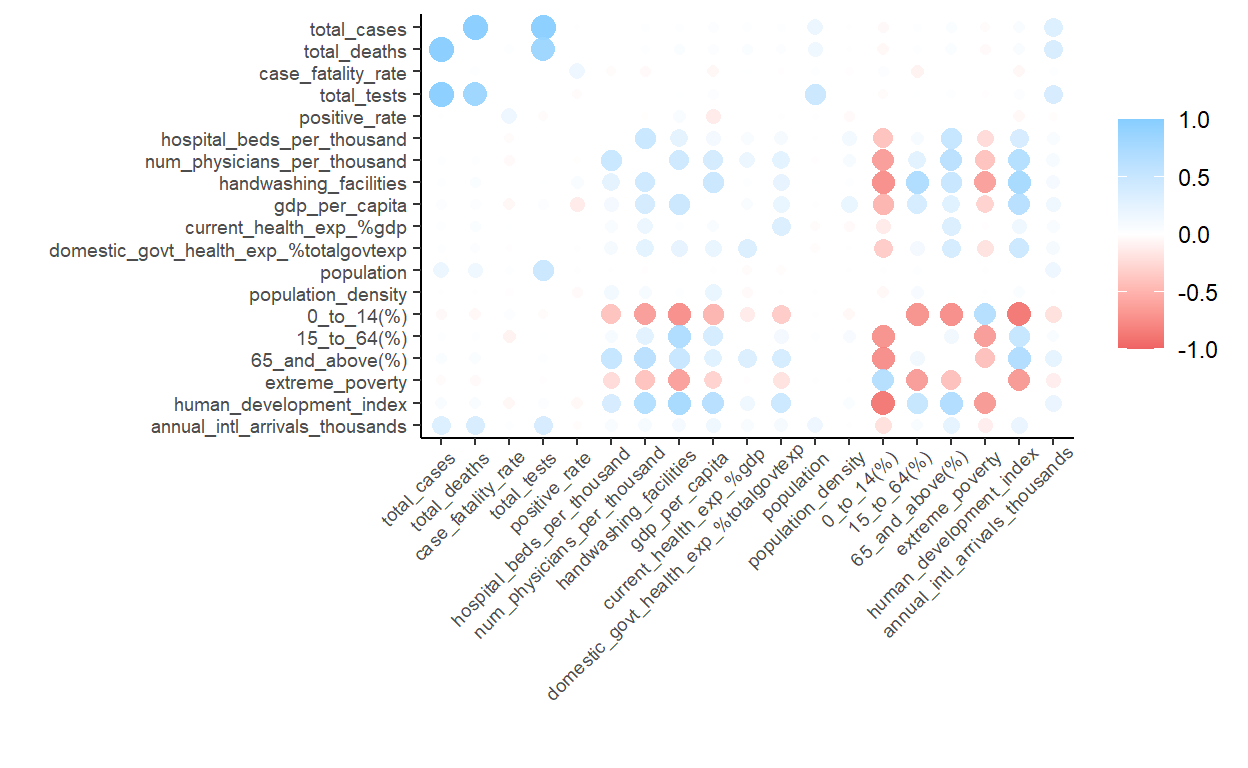 total_cases
total_deaths
case_fatality_rate
total_tests
positive_rate
hospital_beds_per_thousand
num_physicians_per_thousand
handwashing_facilities
gdp_per_capita
current_health_exp_%gdp
domestic_govt_health_exp_%totalgovtexp
population
population_density
0_to_14(%)
15_to_64(%)
65_and_above(%)
extreme_poverty
human_development_index
annual_intl_arrivals_thousands
total_cases
total_deaths
case_fatality_rate
total_tests
positive_rate
hospital_beds_per_thousand
num_physicians_per_thousand
handwashing_facilities
gdp_per_capita
current_health_exp_%gdp
domestic_govt_health_exp_%totalgovtexp
population
population_density
0_to_14(%)
15_to_64(%)
65_and_above(%)
extreme_poverty
human_development_index
annual_intl_arrivals_thousands
1.0
0.5
0.0
-0.5
-1.0